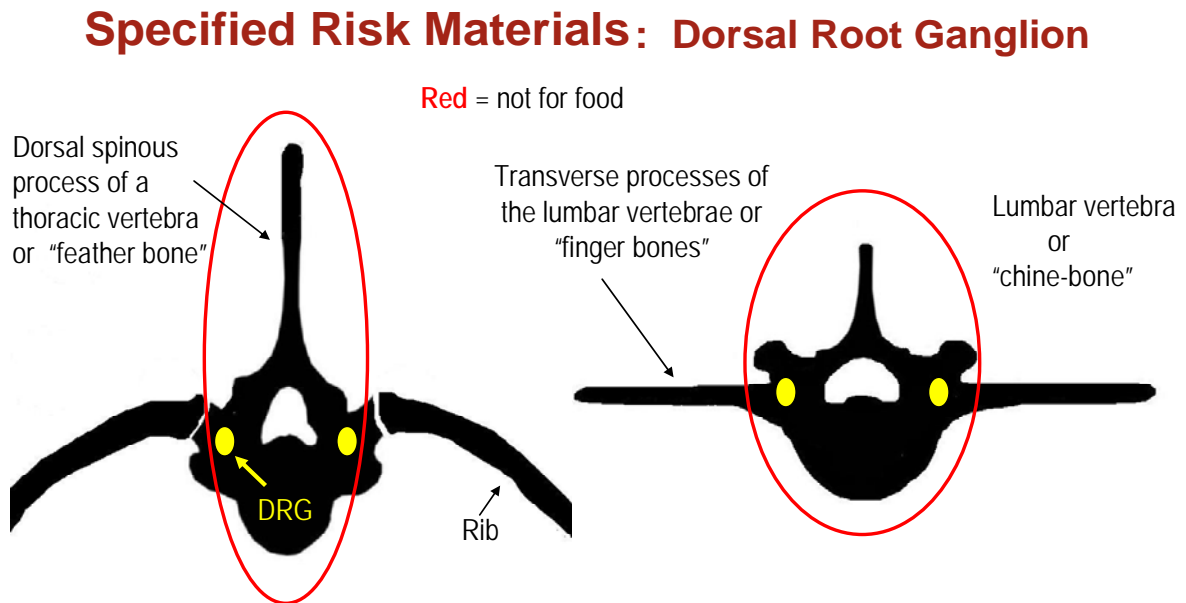 Specified Risk Materials: Dorsal Root Ganglion
Red = not for food
Dorsal spinous
process of a
thoracic vertebra
or “feather bone”
Transverse processes of
the lumbar vertebrae or
“finger bones”
Lumbar vertebra
or
“chine-bone”
DRG
Rib